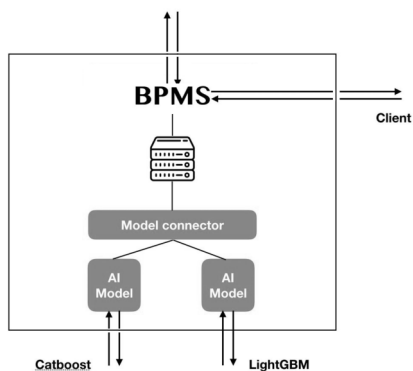 BPMS
Client
Model connector
AI
Model
AI
Model
Catboost
LightGBM